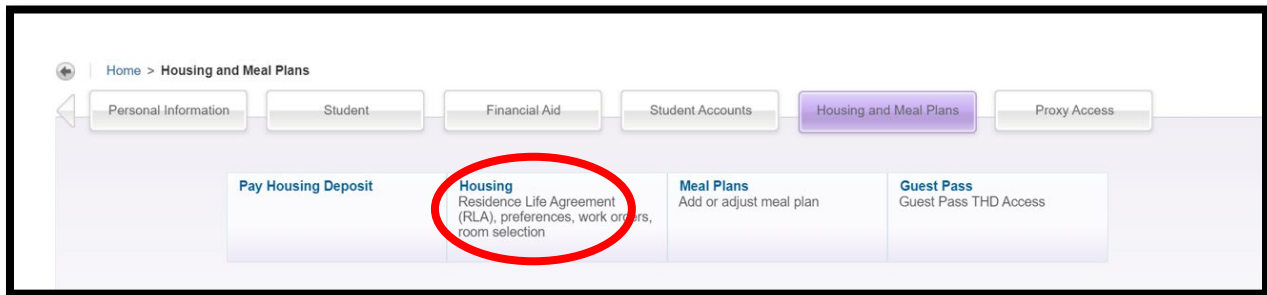 Home > Housing and Meal Plans
Personal Information Student Financial Aid Student Accounts Housing and Meal Plans Proxy Access
Pay Housing Deposit
Housing
Residence Life Agreement
(RLA), preferences, work orders,
room selection
Meal Plans
Add or adjust meal plan
Guest Pass
Guest Pass THD Access